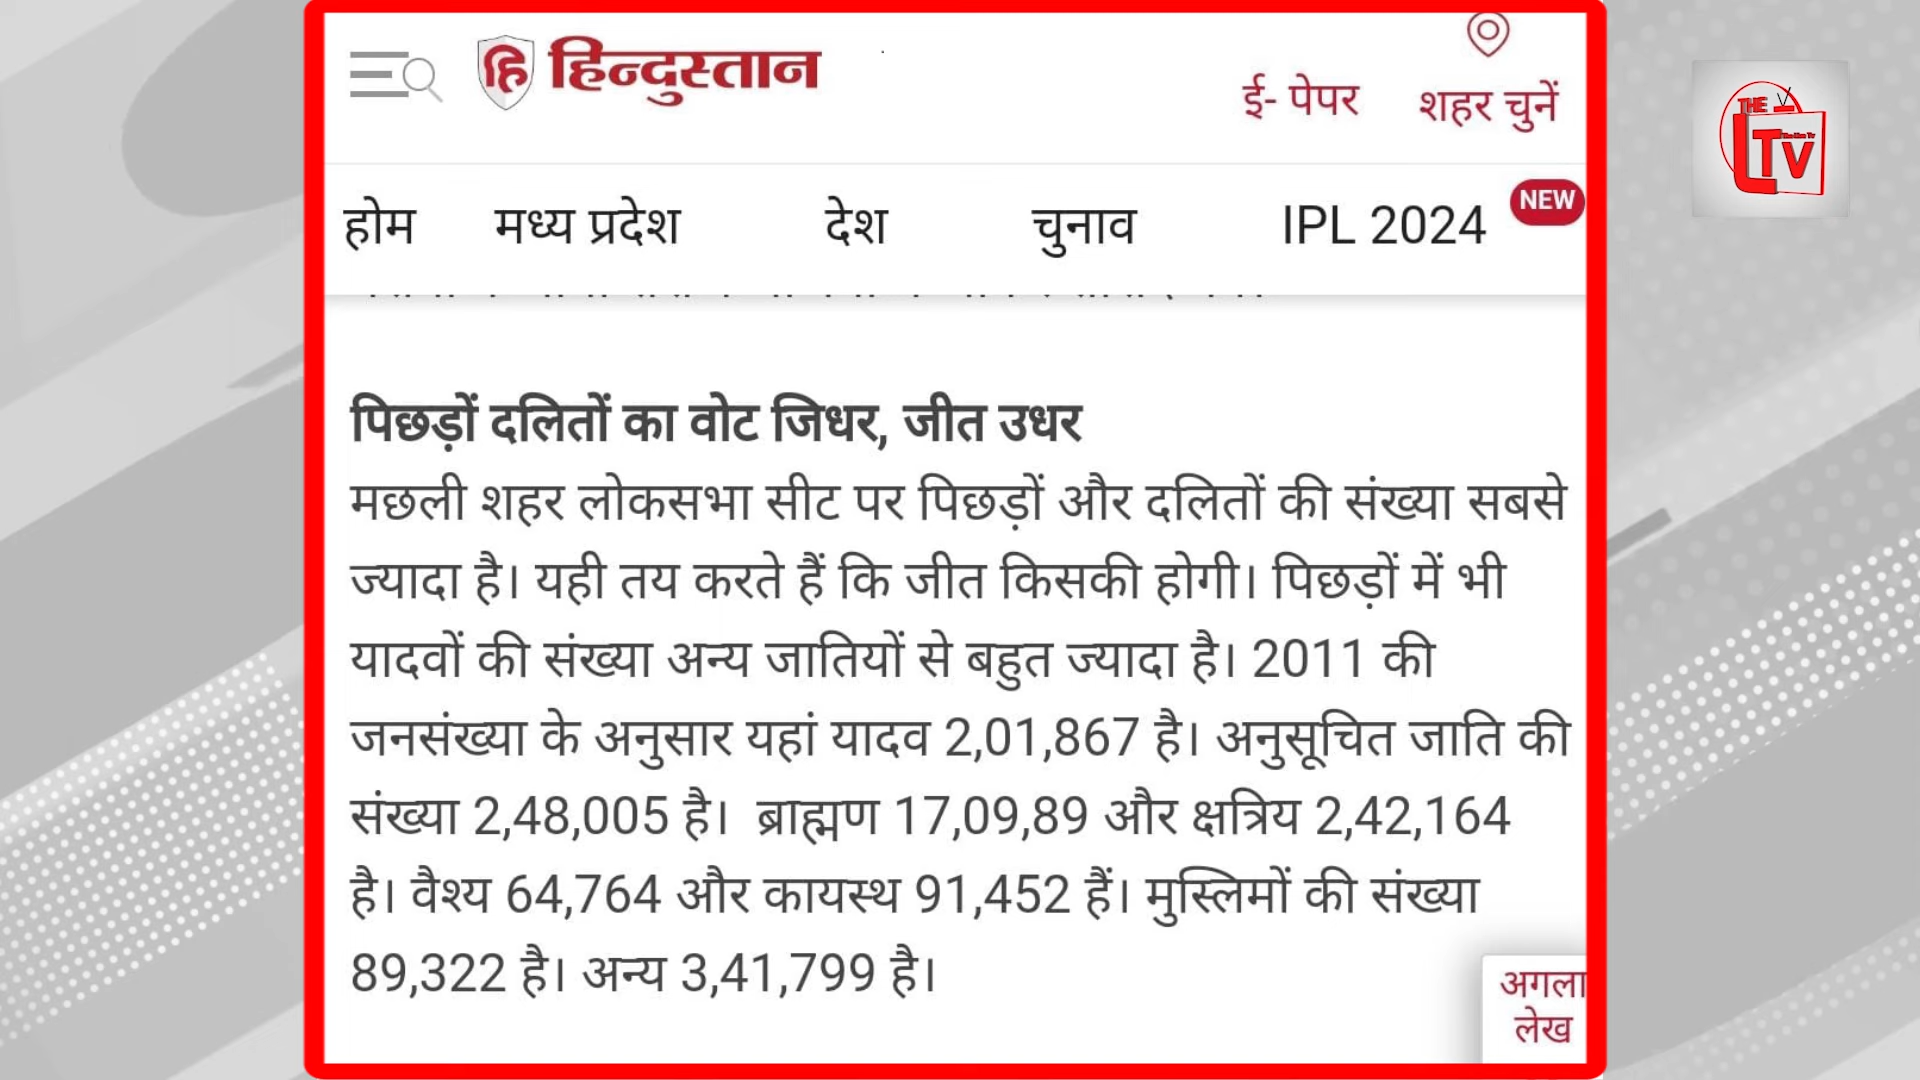 हि हिन्दुस्तान
ई- पेपर
शहर चुनें
THE
LTV
होम मध्य प्रदेश देश चुनाव IPL 2024 NEW
पिछड़ों दलितों का वोट जिधर, जीत उधर
मछली शहर लोकसभा सीट पर पिछड़ों और दलितों की संख्या सबसे
ज्यादा है। यही तय करते हैं कि जीत किसकी होगी। पिछड़ों में भी
यादवों की संख्या अन्य जातियों से बहुत ज्यादा है। 2011 की
जनसंख्या के अनुसार यहां यादव 2,01,867 है। अनुसूचित जाति की
संख्या 2,48,005 है। ब्राह्मण 17,09,89 और क्षत्रिय 2,42,164
है। वैश्य 64,764 और कायस्थ 91,452 हैं। मुस्लिमों की संख्या
89,322 है। अन्य 3,41,799 है।
अगला
लेख